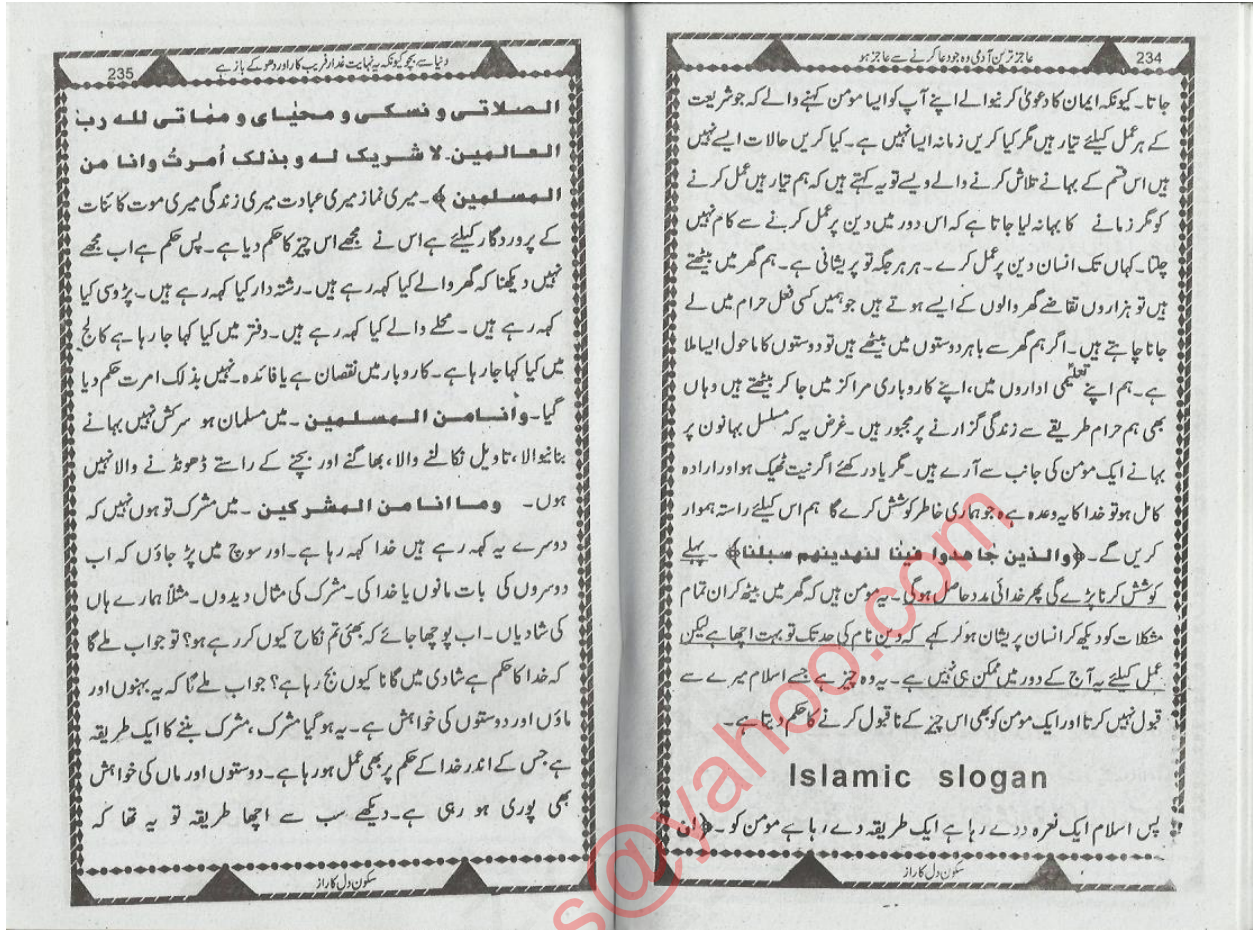 234
عاجز ترین آدمی وہ جو دعا کرنے سے عاجز ہو
جاتا۔ کیونکہ ایمان کا دعویٰ کرنیوالے اپنے آپ کو ایسا مومن کہنے والے کہ جو شریعت
کے ہر عمل کیلئے تیار ہیں مگر کیا کریں زمانہ ایسا نہیں ہے۔ کیا کریں حالات ایسے نہیں
ہیں اس قسم کے بہانے تلاش کرنے والے ویسے تو یہ کہتے ہیں کہ ہم تیار ہیں عمل کرنے
کو مگر زمانے کا بہانہ لیا جاتا ہے کہ اس دور میں دین پر عمل کرنے سے کام نہیں
چلتا۔ کہاں تک انسان دین پر عمل کرے۔ ہر ہر جگہ تو پریشانی ہے۔ ہم گھر میں بیٹھتے
ہیں تو ہزاروں تقاضے گھر والوں کے ایسے ہوتے ہیں جو ہمیں کسی فعل حرام میں لے
جانا چاہتے ہیں۔ اگر ہم گھر سے باہر دوستوں میں بیٹھے ہیں تو دوستوں کا ماحول ایسا ملا
ہے۔ ہم اپنے تعلیمی اداروں میں، اپنے کاروباری مراکز میں جا کر بیٹھتے ہیں وہاں
بھی ہم حرام طریقے سے زندگی گزارنے پر مجبور ہیں۔ غرض یہ کہ مسلسل بہانون پر
بہانے ایک مومن کی جانب سے آرے ہیں۔ مگر یاد رکھئے اگر نیت ٹھیک ہو اور ارادہ
کامل ہو تو خدا کا یہ وعدہ ہے ہ جو ہماری خاطر کوشش کرے گا ہم اس کیلئے راستہ ہموار
کریں گے۔ ﴿والذین جٰاھدوا فینٰا لنھدینھم سبلنٰا﴾ ۔ پہلے
کوشش کرنا پڑے گی پھر خدائی مدد حاصل ہوگی۔ یہ مومن ہیں کہ گھر میں بیٹھ کر ان تمام
مشکلات کو دیکھ کر انسان پریشان ہو کر کہے کہ دین نام کی حد تک تو بہت اچھا ہے لیکن
عمل کیلئے یہ آج کے دور میں ممکن ہی نہیں ہے۔ یہ وہ چیز ہے جسے اسلام میرے سے
قبول نہیں کرتا اور ایک مومن کو بھی اس چیز کے نا قبول کرنے کا حکم دیتا ہے۔
Islamic slogan
پس اسلام ایک نعرہ ددے رہا ہے ایک طریقہ دے رہا ہے مومن کو۔ ﴿ان
سکون دل کا راز
235
دنیا سے بچو کیونکہ یہ نہایت غدار فریب کار اور دھوکے باز ہے
الصلاتی و نسکی و محیٰای و ممٰاتی للہ رب
العالمین۔ لا شریک لہ و بذلک اُمرتُ وانا من
المسلمین ﴾۔ میری نماز میری عبادت میری زندگی میری موت کائنات
کے پروردگار کیلئے ہے اس نے مجھے اس چیز کا حکم دیا ہے۔ پس حکم ہے اب مجھے
نہیں دیکھنا کہ گھر والے کیا کہہ رہے ہیں۔ رشتہ دار کیا کہہ رہے ہیں۔ پڑوسی کیا
کہہ رہے ہیں ۔ محلے والے کیا کہہ رہے ہیں۔ دفتر میں کیا کہا جا رہا ہے کالج
میں کیا کہا جا رہا ہے۔ کاروبار میں نقصان ہے یا فائدہ۔ نہیں بذلک امرت حکم دیا
گیا۔ وأنا من المسلمین ۔ میں مسلمان ہو سرکش نہیں بہانے
بنانیوالا، تاویل نکالنے والا، بھاگنے اور بچنے کے راستے ڈھونڈنے والا نہیں
ہوں۔ وما انا من المشرکین ۔ میں مشرک تو ہوں نہیں کہ
دوسرے یہ کہہ رہے ہیں خدا کہہ رہا ہے۔ اور سوچ میں پڑ جاؤں کہ اب
دوسروں کی بات مانوں یا خدا کی۔ مشرک کی مثال دیدوں۔ مثلاً ہمارے ہاں
کی شادیاں۔ اب پوچھا جائے کہ بھئی تم نکاح کیوں کر رہے ہو؟ تو جواب ملے گا
کہ خدا کا حکم ہے شادی میں گانا کیوں بج رہا ہے؟ جواب ملے گا کہ یہ بہنوں اور
ماؤں اور دوستوں کی خواہش ہے۔ یہ ہو گیا مشرک، مشرک بننے کا ایک طریقہ
ہے جس کے اندر خدا کے حکم پر بھی عمل ہو رہا ہے۔ دوستوں اور ماں کی خواہش
بھی پوری ہو رہی ہے۔ دیکھے سب سے اچھا طریقہ تو یہ تھا کہ
سکون دل کا راز
s@yahoo.com